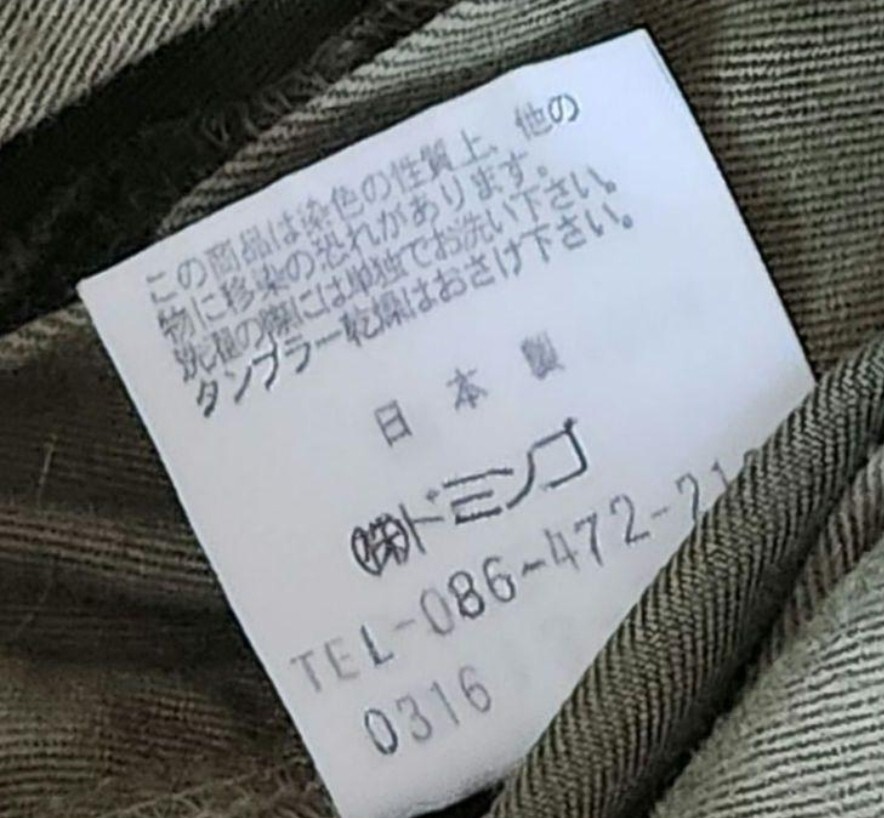 この商品は染色の性質上、他の
物に移染の恐れがあります。
洗濯の際には単独でお洗い下さい。
タンブラー乾燥はおさけ下さい。
日本製
㈱ドミンゴ
TEL-086-472-21
0316